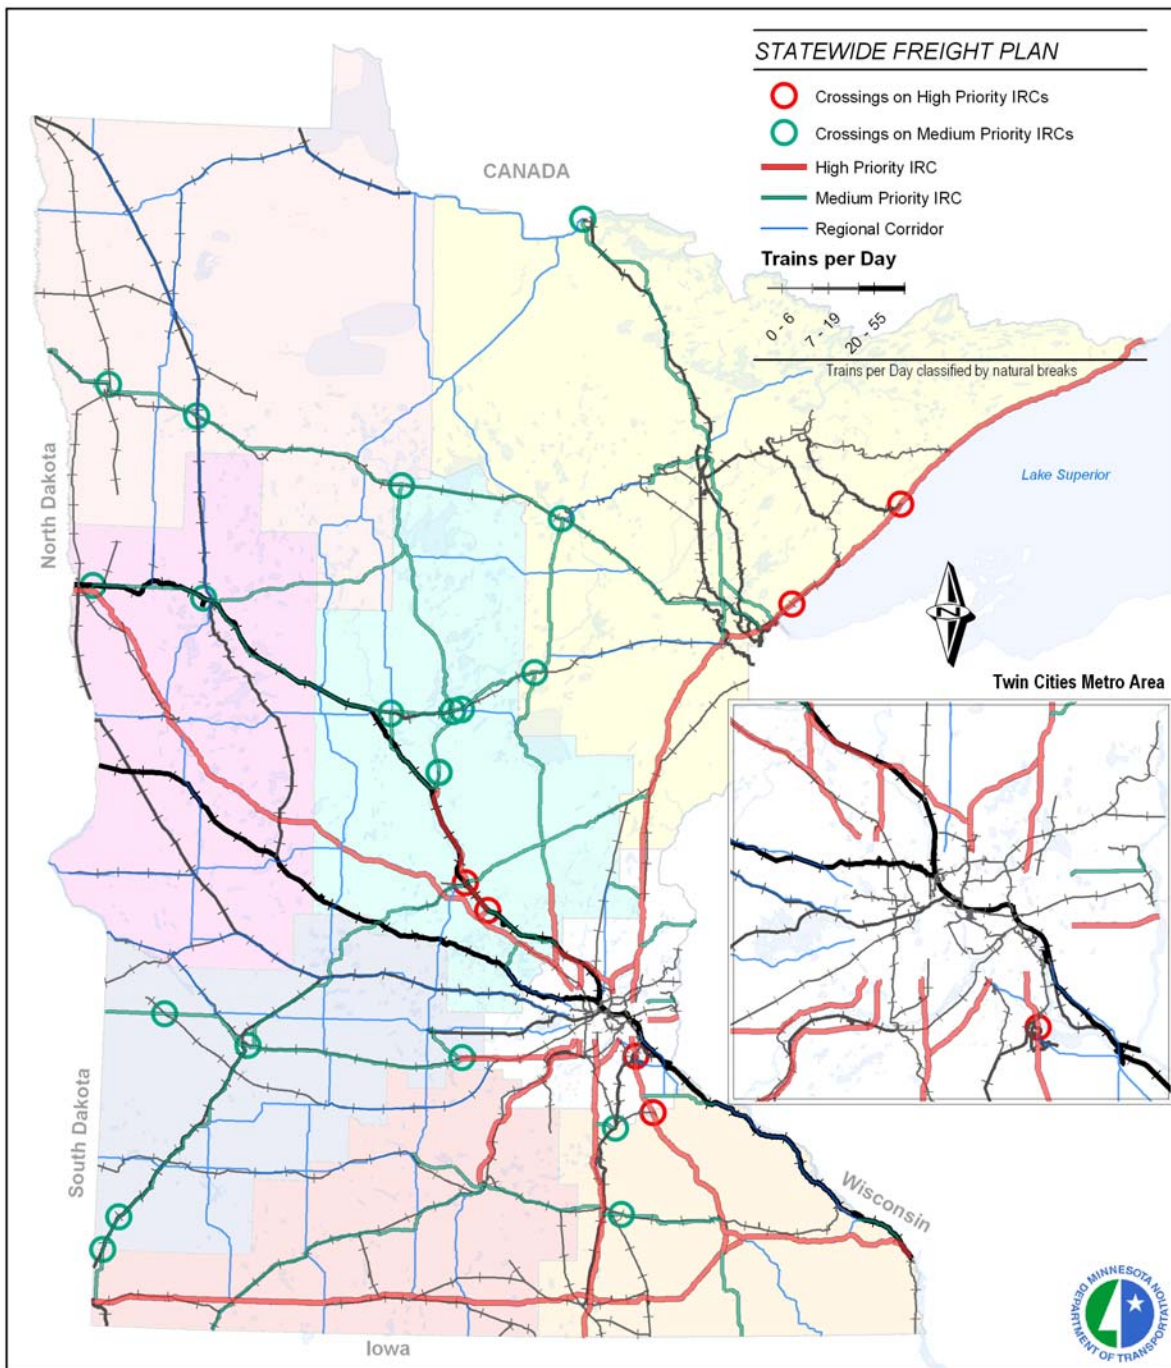 STATEWIDE FREIGHT PLAN
Crossings on High Priority IRCs
Crossings on Medium Priority IRCs
High Priority IRC
Medium Priority IRC
Regional Corridor
Trains per Day
0 - 6
7 - 19
20 - 55
Trains per Day classified by natural breaks
CANADA
North Dakota
Lake Superior
N
Twin Cities Metro Area
South Dakota
Wisconsin
Iowa
MINNESOTA
DEPARTMENT OF TRANSPORTATION